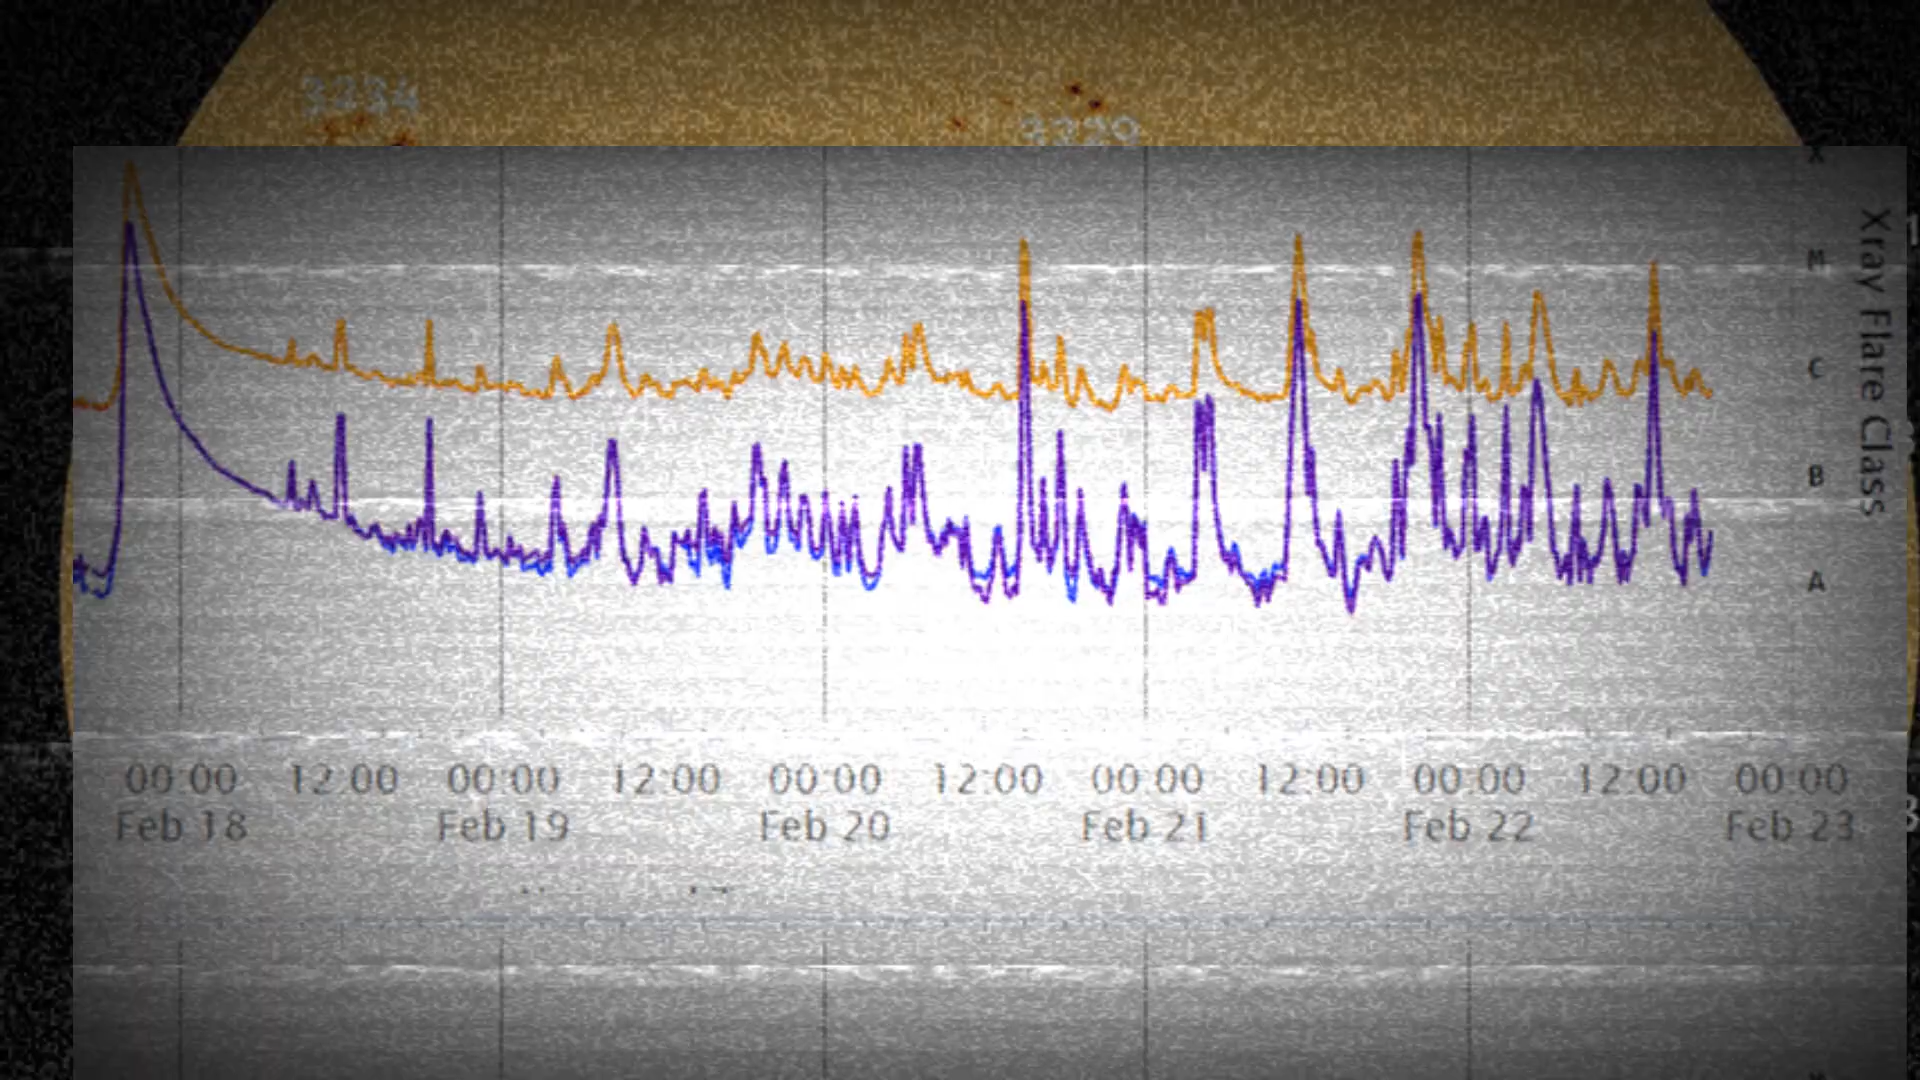 3234
3229
X
M
C
B
A
Xray Flare Class
00:00 12:00 00:00 12:00 00:00 12:00 00:00 12:00 00:00 12:00 00:00
Feb 18 Feb 19 Feb 20 Feb 21 Feb 22 Feb 23